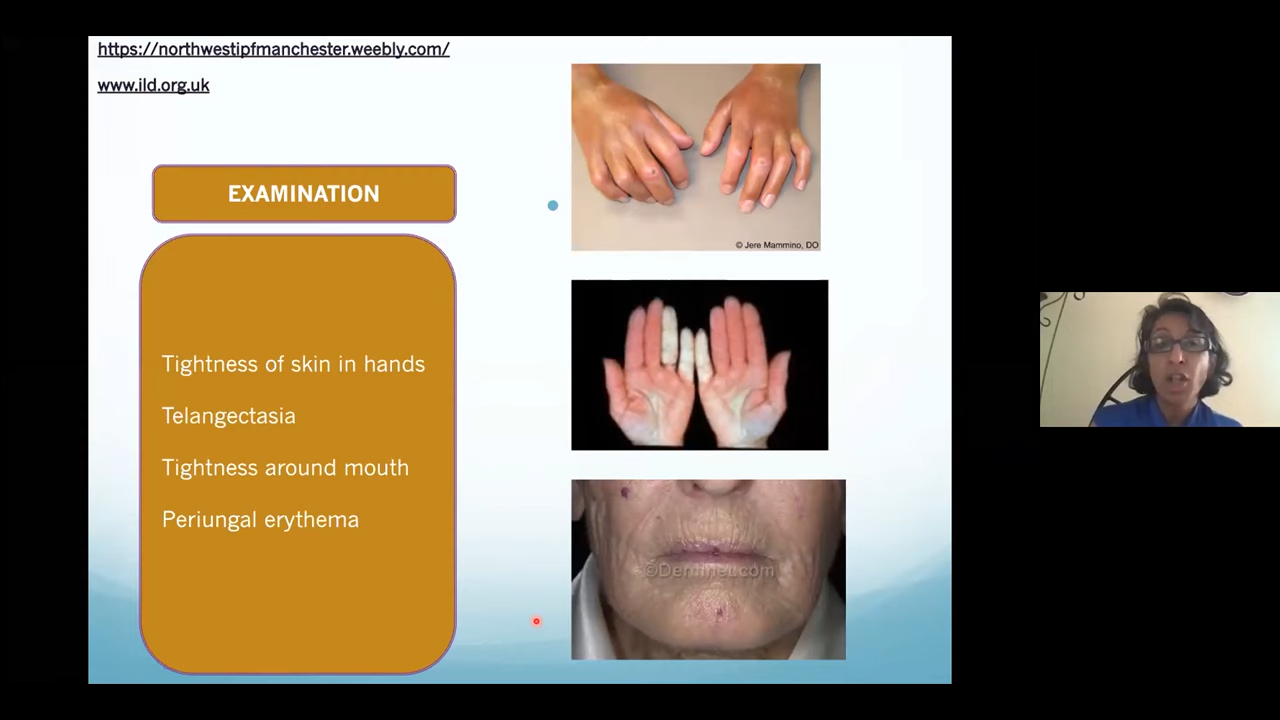 https://northwestipfmanchester.weebly.com/
www.ild.org.uk
EXAMINATION
Tightness of skin in hands
Telangectasia
Tightness around mouth
Periungal erythema
© Jere Mammino, DO
©Dermnet.com